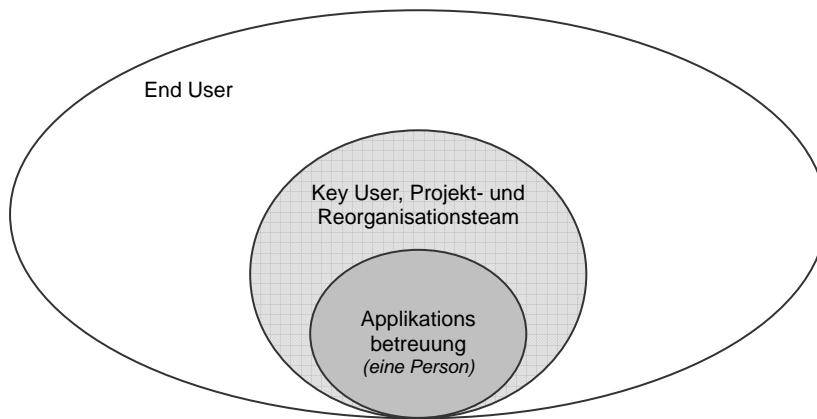 End User
Key User, Projekt- und
Reorganisationsteam
Applikations
betreuung
(eine Person)